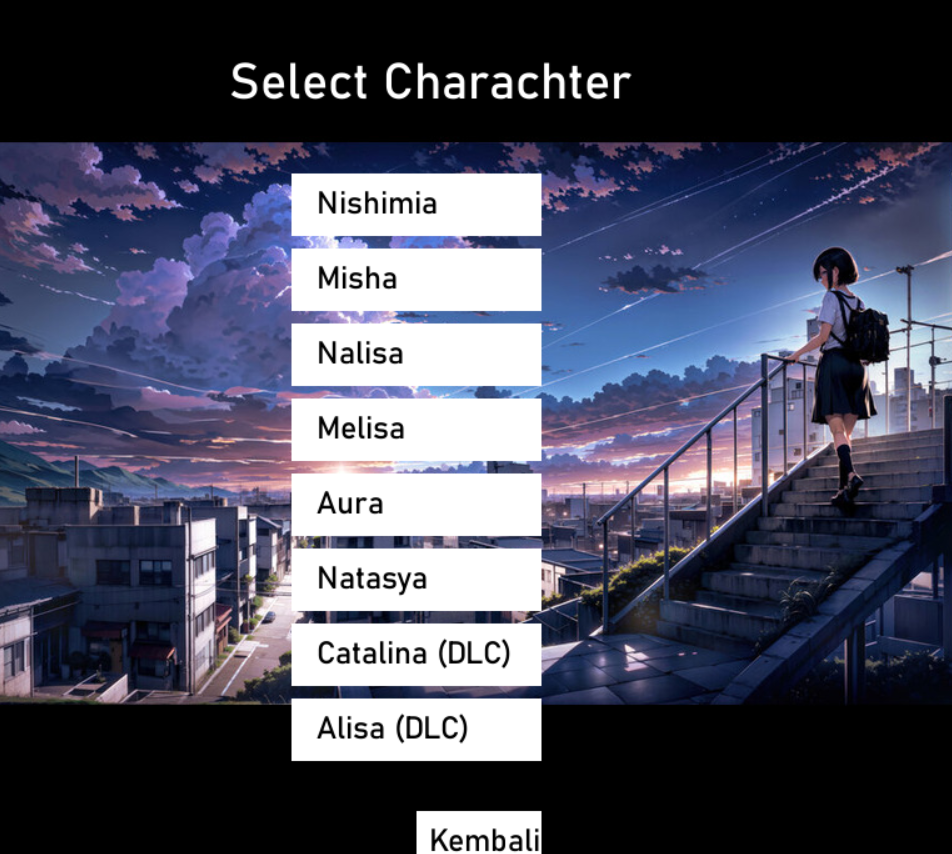 Select Charachter
Nishimia
Misha
Nalisa
Melisa
Aura
Natasya
Catalina (DLC)
Alisa (DLC)
Kembali